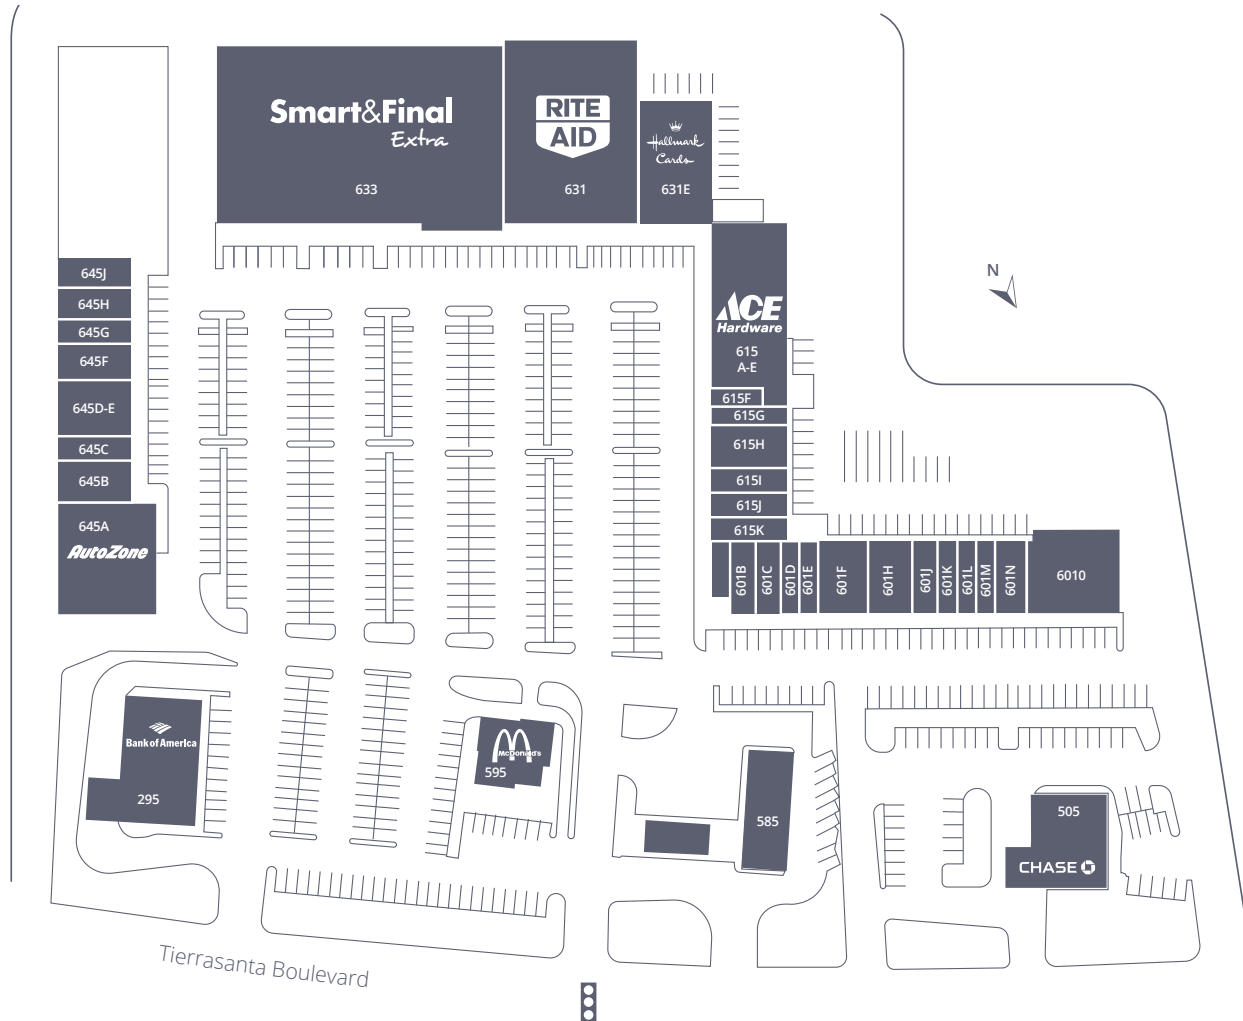 Smart&Final
Extra
633
RITE
AID
631
Hallmark
Cards
631E
N
ACE
Hardware
615
A-E
615F
615G
615H
615I
615J
615K
645J
645H
645G
645F
645D-E
645C
645B
645A
AutoZone
601B
601C
601D
601E
601F
601H
601J
601K
601L
601M
601N
6010
Bank of America
295
McDonald's
595
585
505
CHASE
Tierrasanta Boulevard